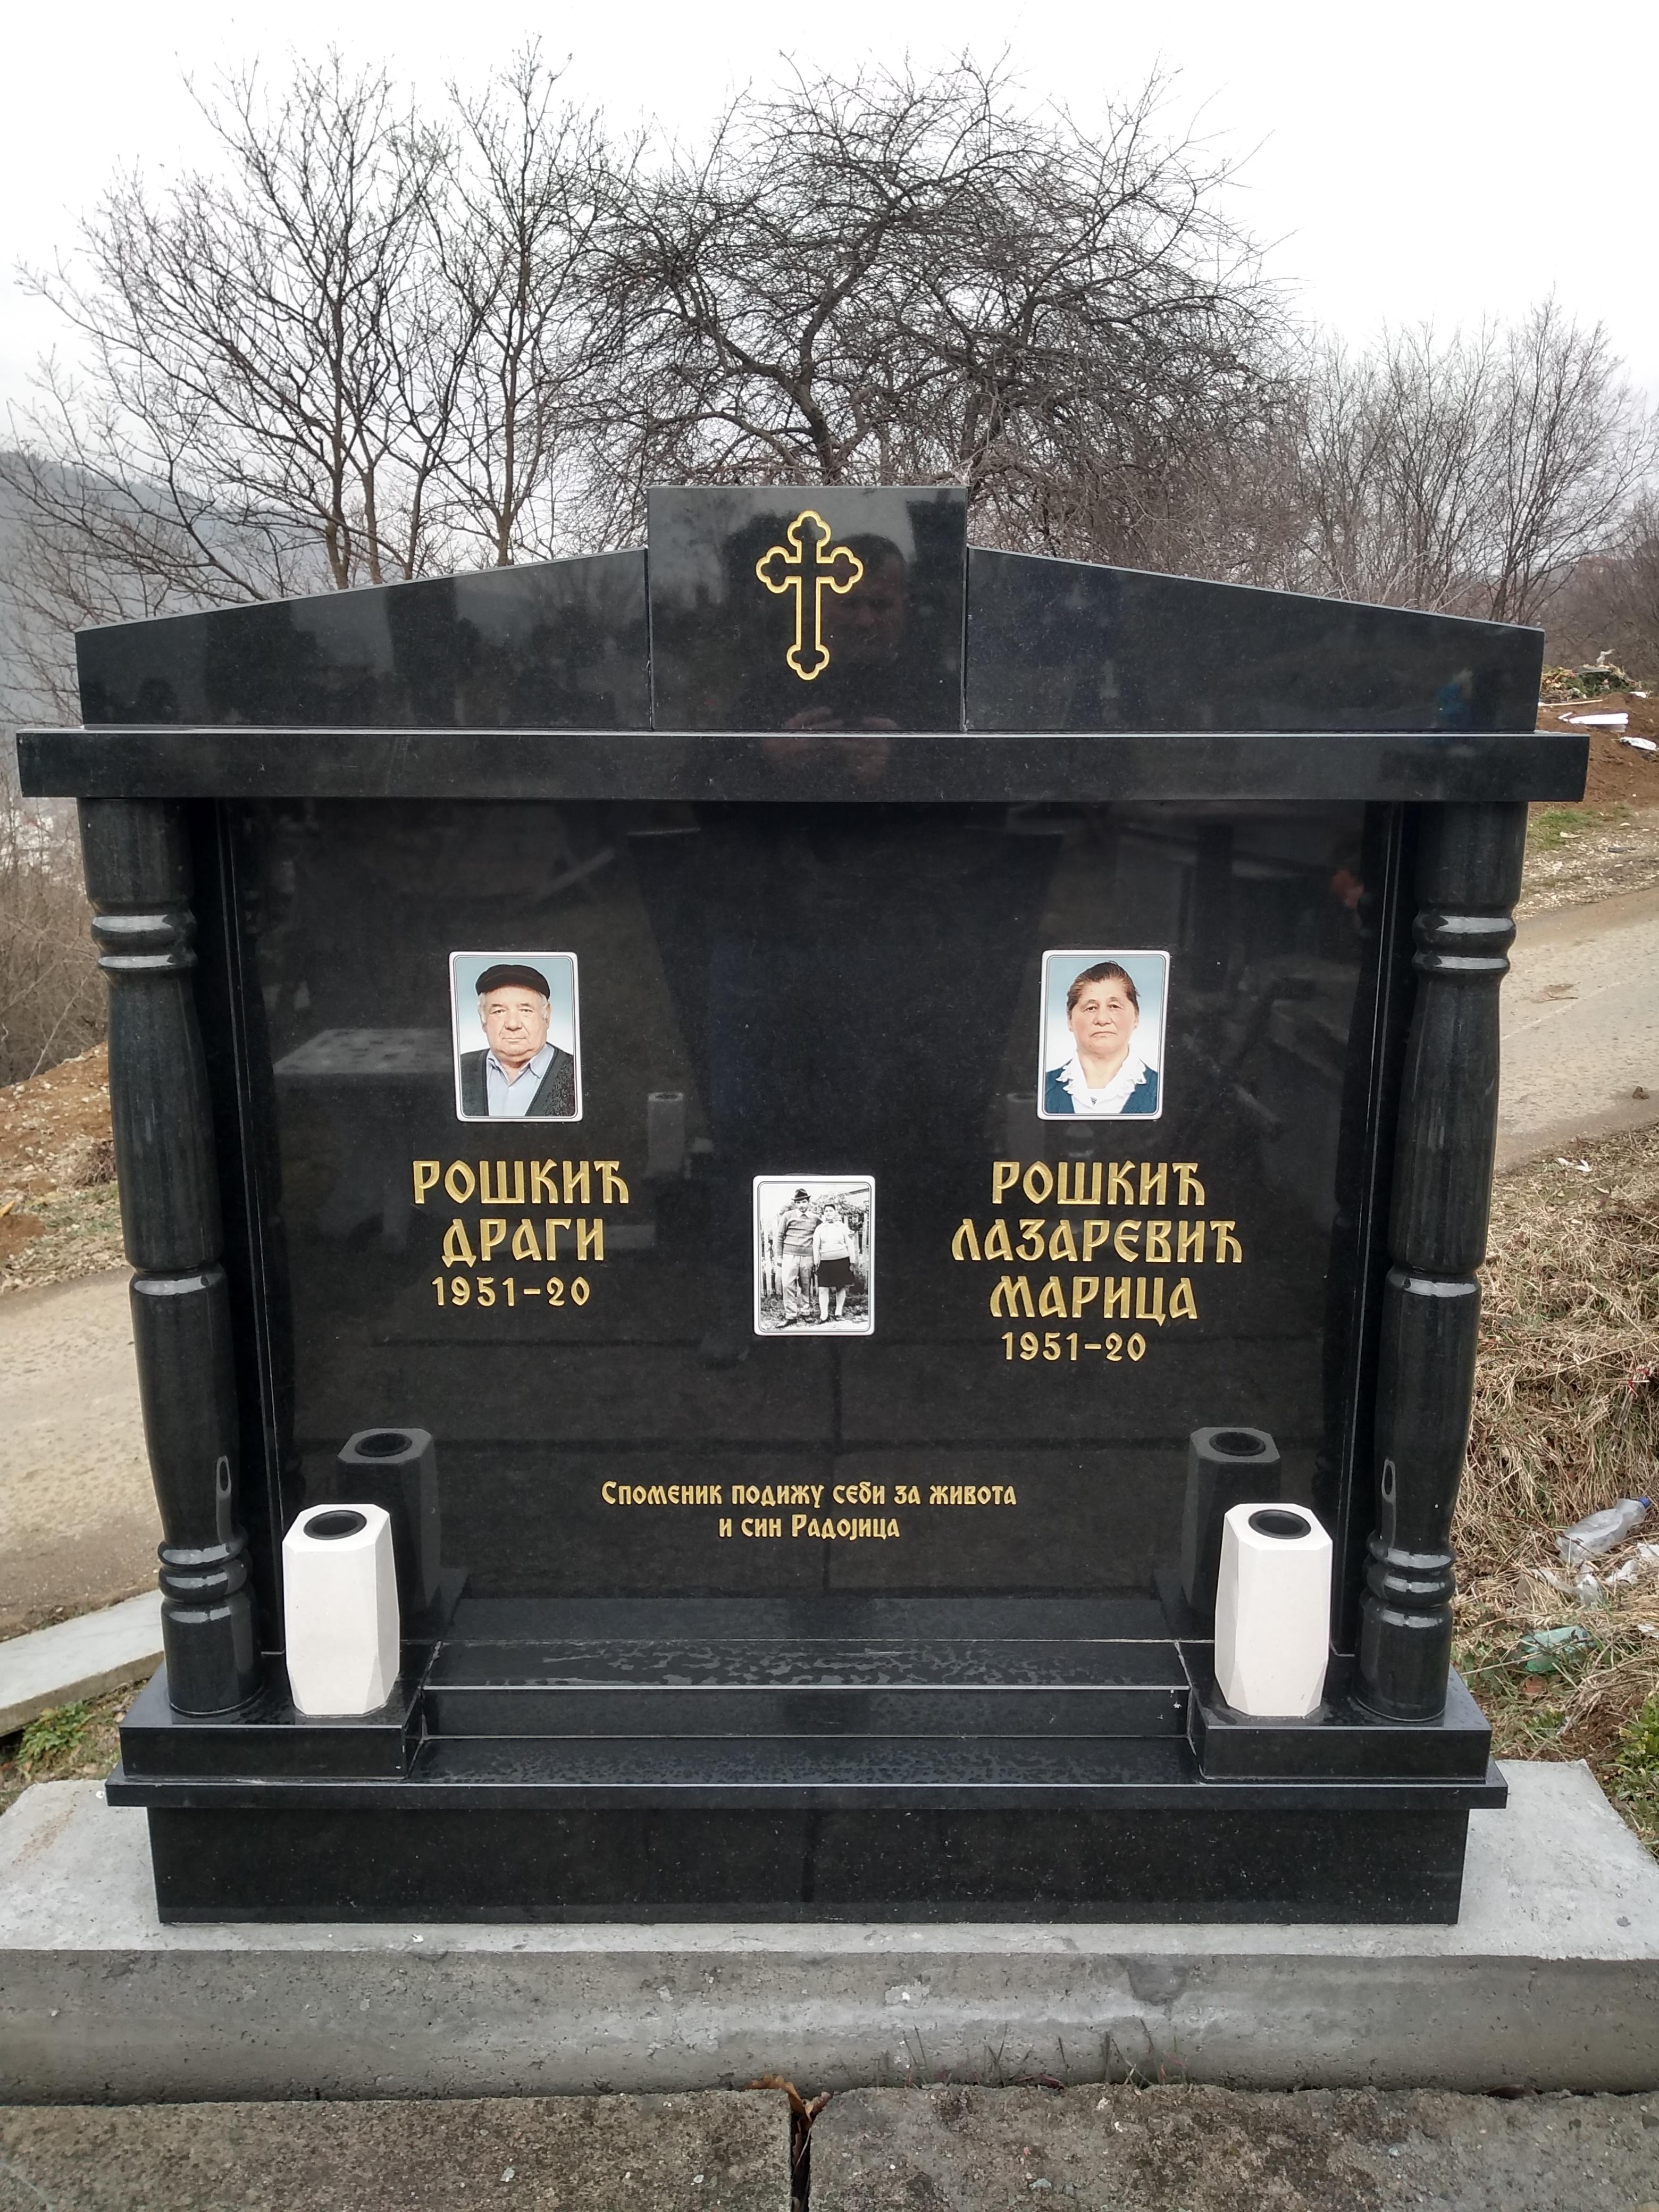 РОШКИЋ
ДРАГИ
1951-20
РОШКИЋ
ЛАЗАРЕВИЋ
МАРИЦА
1951-20
Споменик подижу себи за живота
и син Радојица